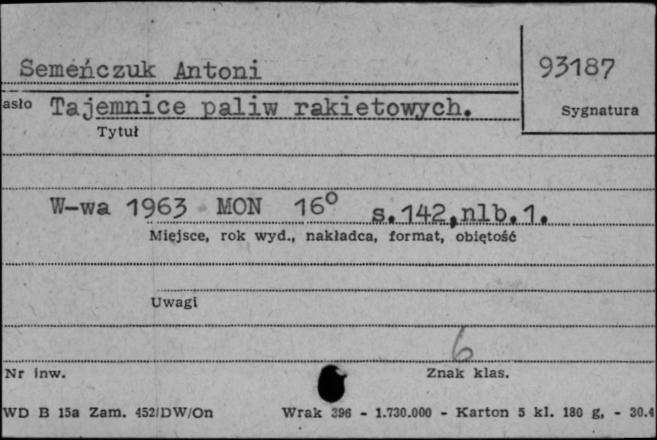 Semeńczuk Antoni
93187
asło Tajemnice paliw rakietowych.
Sygnatura
Tytuł
W-wa 1963 MON 16° s.142,nlb.1.
Miejsce, rok wyd., nakładca, format, objętość
Uwagi
6
Nr inw.
Znak klas.
WD B 15a Zam. 452/DW/On Wrak 396 - 1.730.000 - Karton 5 kl. 180 g, - 30.4